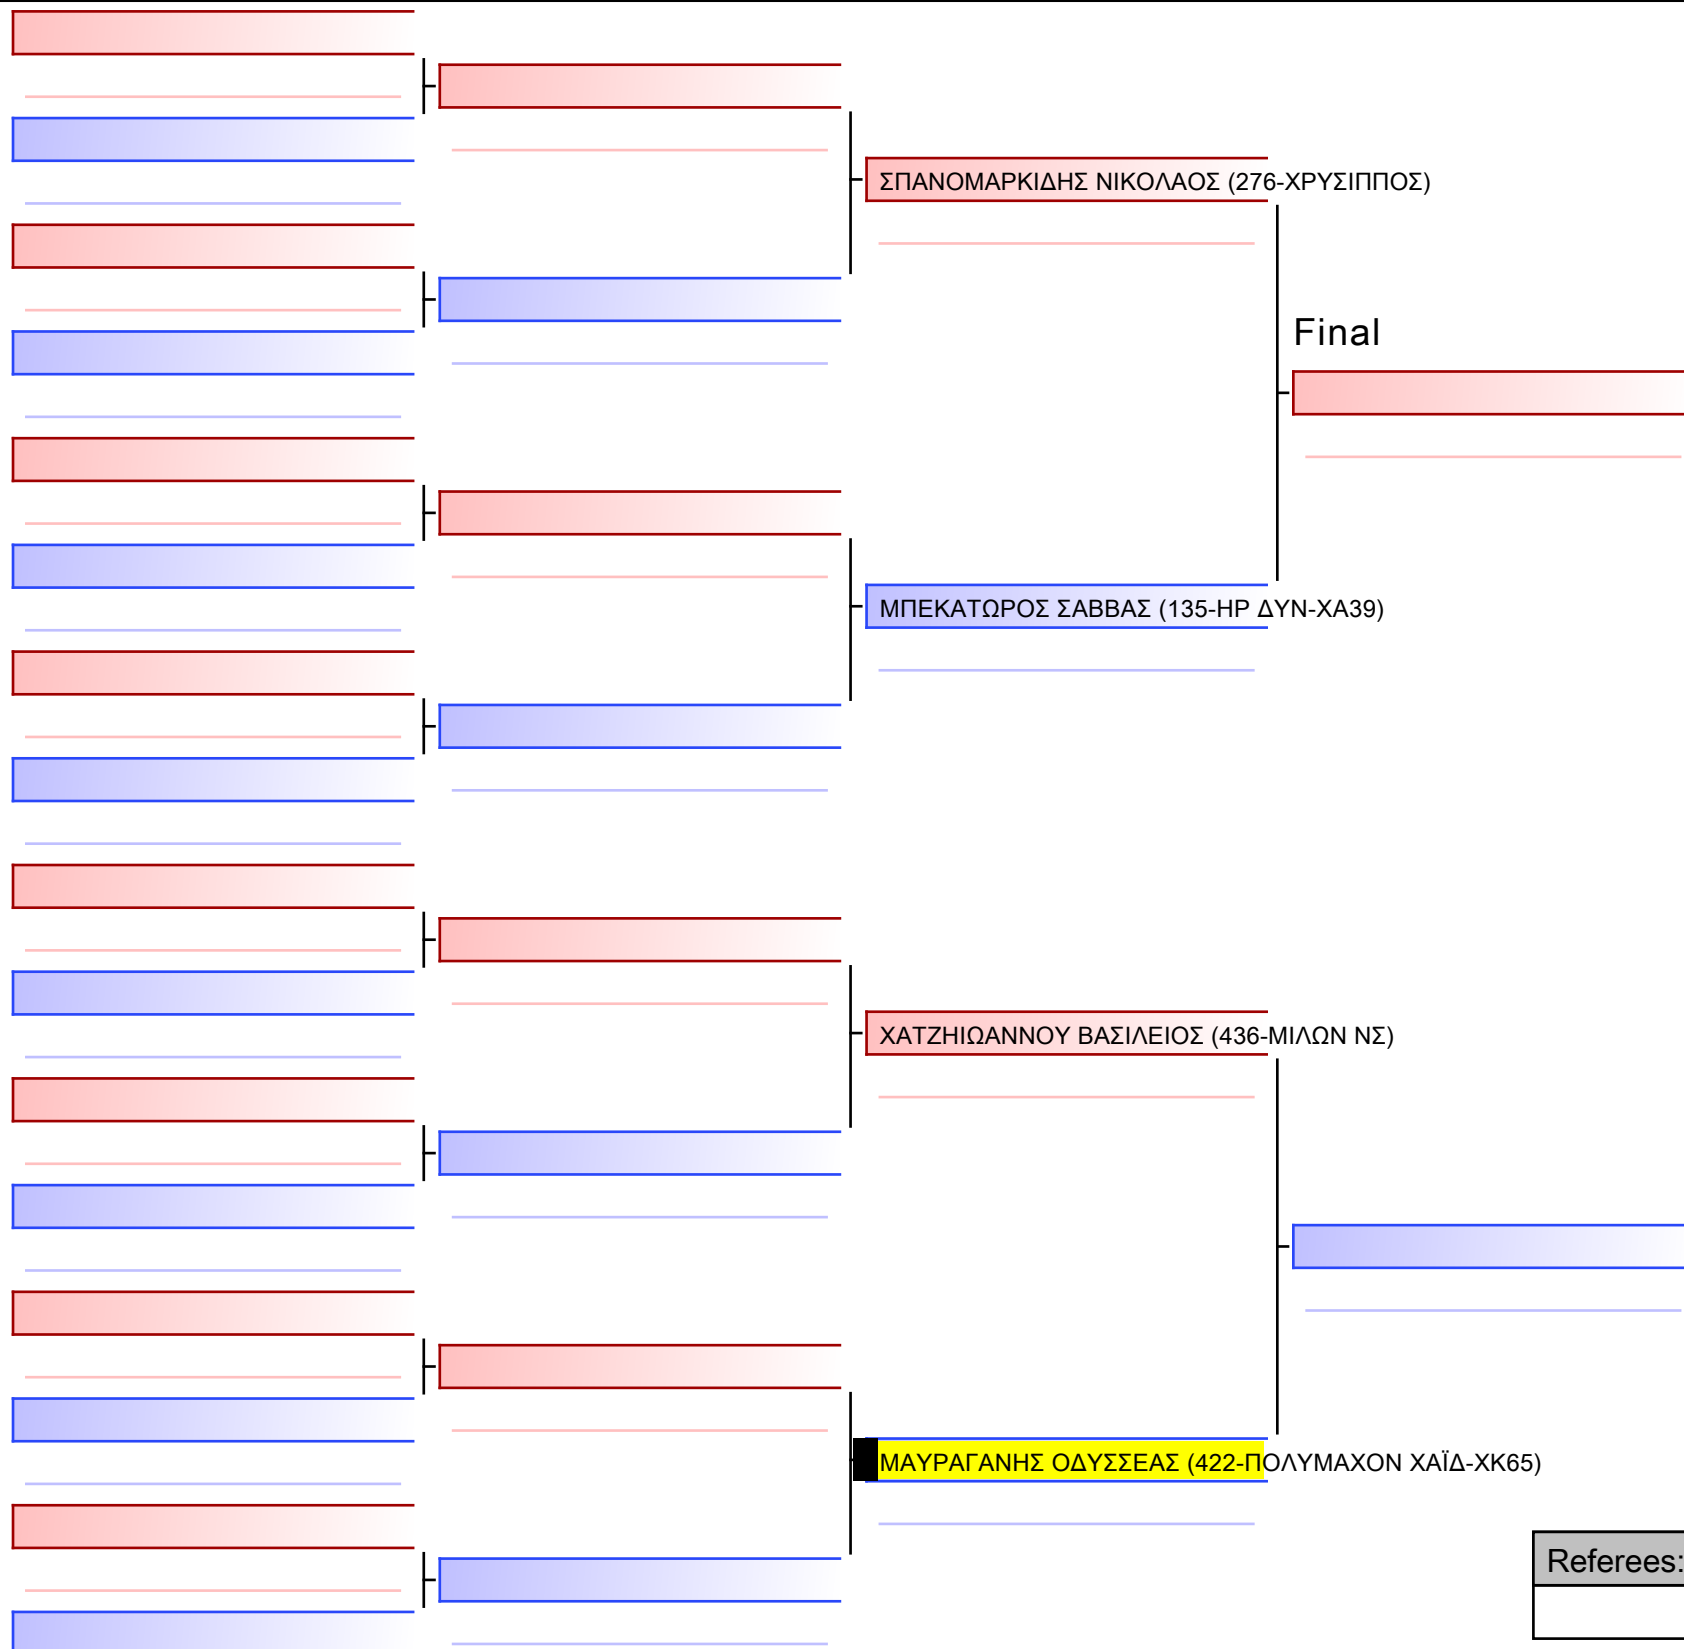 ΣΠΑΝΟΜΑΡΚΙΔΗΣ ΝΙΚΟΛΑΟΣ (276-ΧΡΥΣΙΠΠΟΣ)
Final
ΜΠΕΚΑΤΩΡΟΣ ΣΑΒΒΑΣ (135-ΗΡ ΔΥΝ-ΧΑ39)
ΧΑΤΖΗΙΩΑΝΝΟΥ ΒΑΣΙΛΕΙΟΣ (436-ΜΙΛΩΝ ΝΣ)
ΜΑΥΡΑΓΑΝΗΣ ΟΔΥΣΣΕΑΣ (422-ΠΟΛΥΜΑΧΟΝ ΧΑΪΔ-ΧΚ65)
Referees: